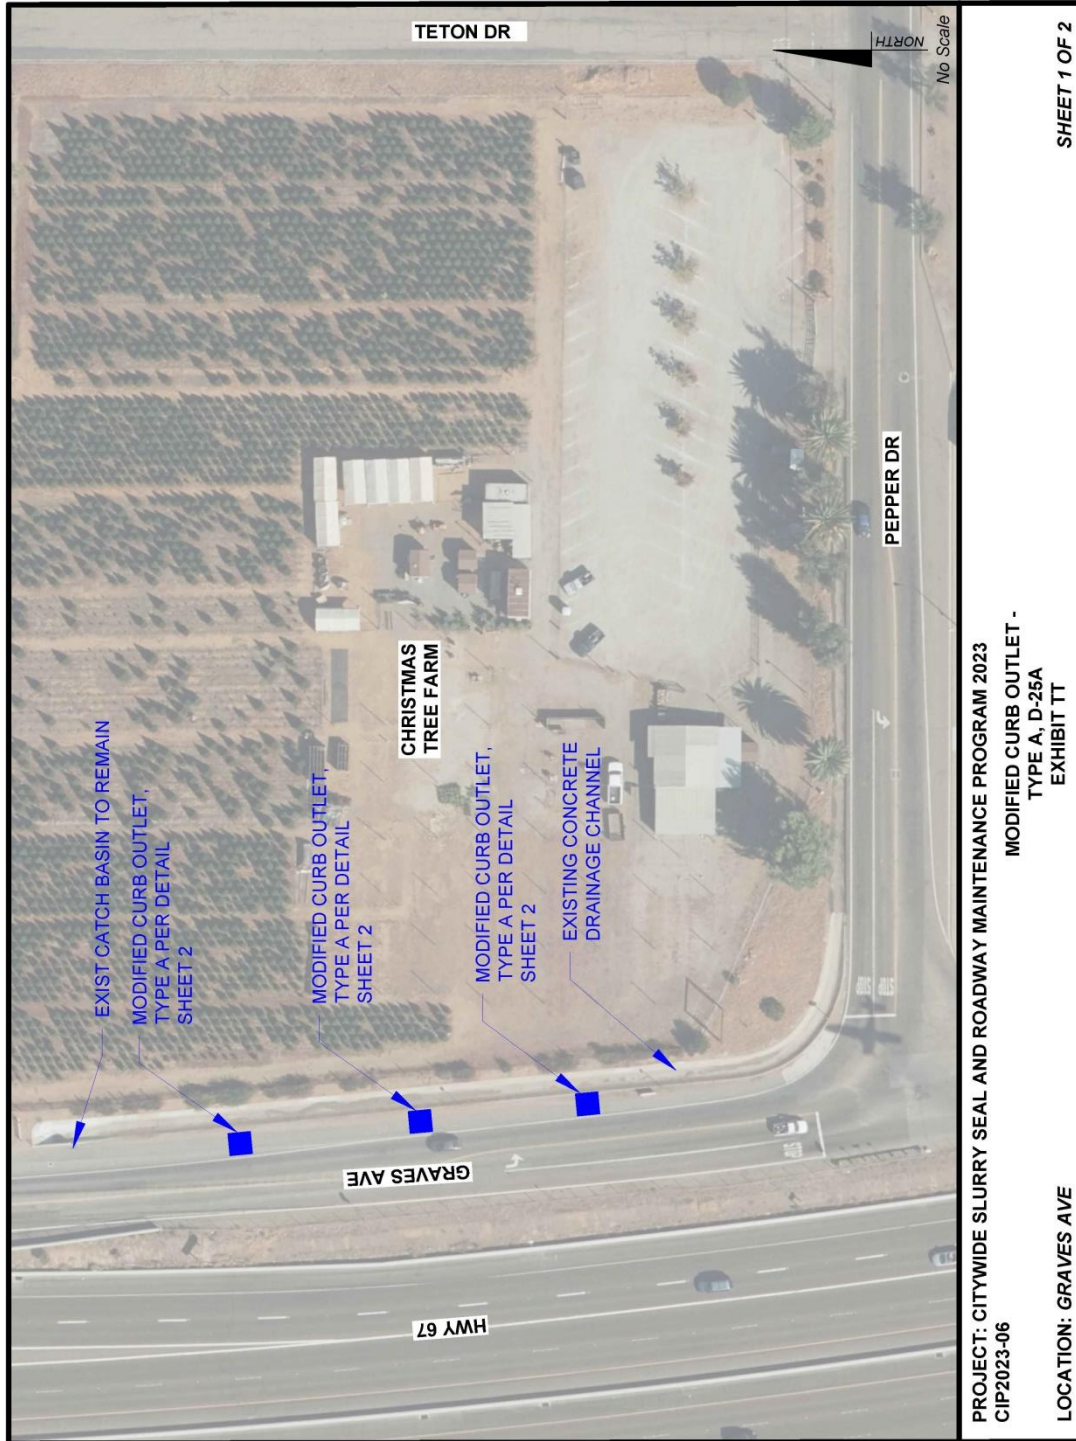 TETON DR
NORTH
No Scale
EXIST CATCH BASIN TO REMAIN
MODIFIED CURB OUTLET,
TYPE A PER DETAIL
SHEET 2
MODIFIED CURB OUTLET,
TYPE A PER DETAIL
SHEET 2
MODIFIED CURB OUTLET,
TYPE A PER DETAIL
SHEET 2
EXISTING CONCRETE
DRAINAGE CHANNEL
CHRISTMAS
TREE FARM
PEPPER DR
STOP
STOP
GRAVES AVE
STOP
HWY 67
PROJECT: CITYWIDE SLURRY SEAL AND ROADWAY MAINTENANCE PROGRAM 2023
CIP2023-06
MODIFIED CURB OUTLET -
TYPE A, D-25A
EXHIBIT TT
LOCATION: GRAVES AVE
SHEET 1 OF 2